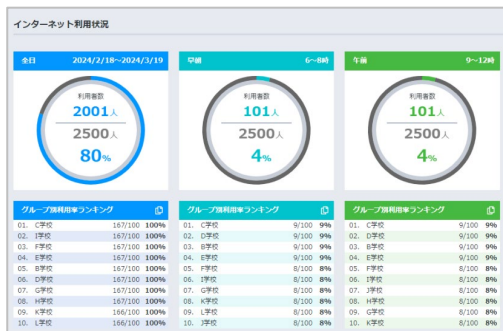 インターネット利用状況
全日 2024/2/18～2024/3/19
利用者数
2001人
2500人
80%
グループ別利用率ランキング
01. C学校 167/100 100%
02. I学校 167/100 100%
03. F学校 167/100 100%
04. E学校 167/100 100%
05. B学校 167/100 100%
06. D学校 167/100 100%
07. G学校 167/100 100%
08. H学校 167/100 100%
09. K学校 166/100 100%
10. L学校 166/100 100%
早朝 6～8時
利用者数
101人
2500人
4%
グループ別利用率ランキング
01. C学校 9/100 9%
02. D学校 9/100 9%
03. B学校 9/100 9%
04. E学校 9/100 9%
05. F学校 8/100 8%
06. I学校 8/100 8%
07. G学校 8/100 8%
08. K学校 8/100 8%
09. L学校 8/100 8%
10. J学校 8/100 8%
午前 9～12時
利用者数
101人
2500人
4%
グループ別利用率ランキング
01. C学校 9/100 9%
02. D学校 9/100 9%
03. B学校 9/100 9%
04. E学校 9/100 9%
05. F学校 8/100 8%
06. I学校 8/100 8%
07. J学校 8/100 8%
08. H学校 8/100 8%
09. G学校 8/100 8%
10. K学校 8/100 8%